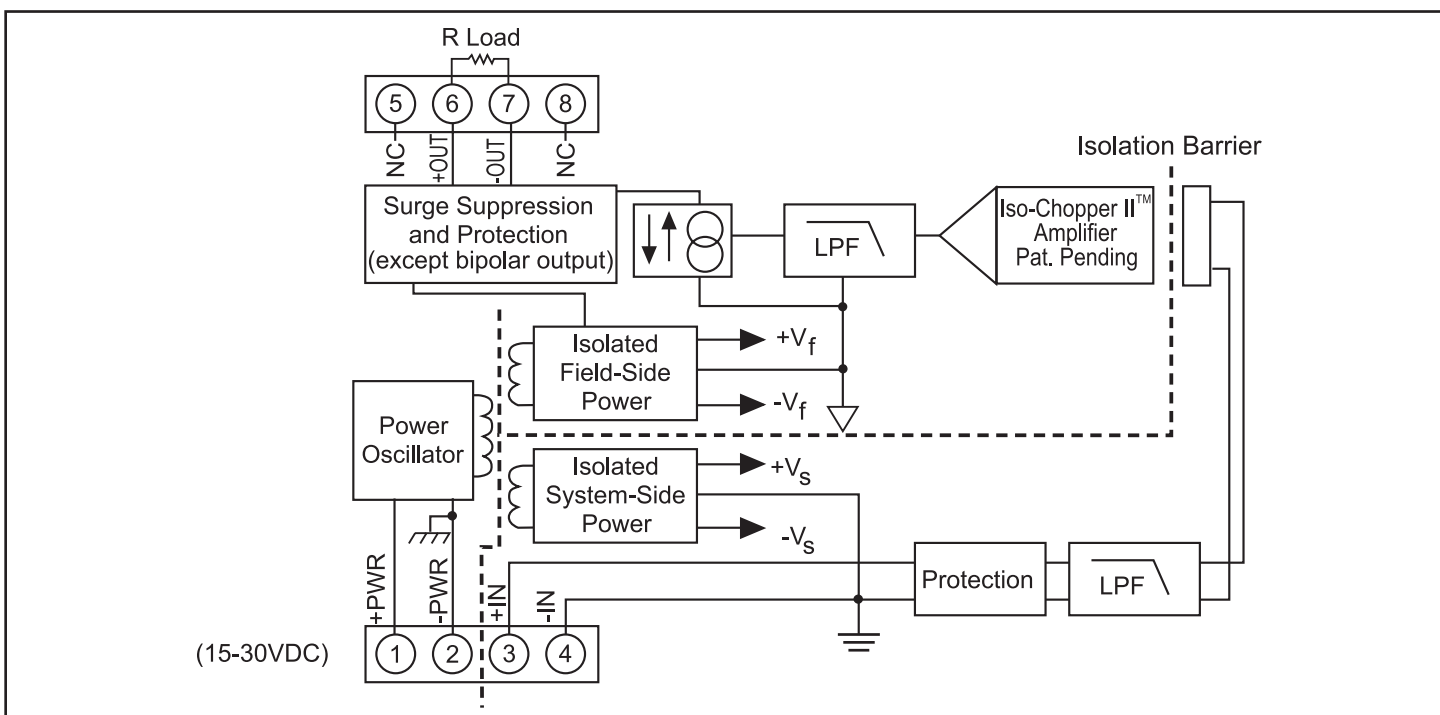 R Load
5 6 7 8
NC +OUT -OUT NC
Isolation Barrier
Surge Suppression
and Protection
(except bipolar output)
LPF
Iso-Chopper II™
Amplifier
Pat. Pending
Isolated
Field-Side
Power
+Vf
-Vf
Power
Oscillator
Isolated
System-Side
Power
+Vs
-Vs
+PWR -PWR +IN -IN
Protection
LPF
(15-30VDC) 1 2 3 4